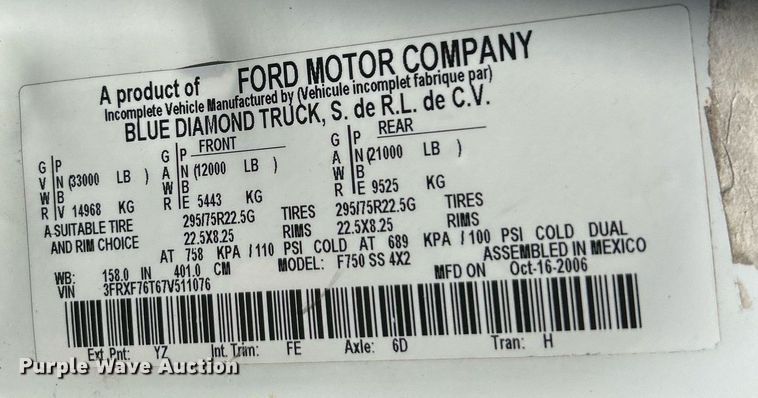 A product of FORD MOTOR COMPANY
Incomplete Vehicle Manufactured by (Vehicule incomplet fabrique par)
BLUE DIAMOND TRUCK, S. de R.L. de C.V.
G P G P FRONT G P REAR
V N (33000 LB ) A N (12000 LB ) A N (21000 LB )
W B W B W B
R V 14968 KG R E 5443 KG R E 9525 KG
A SUITABLE TIRE 295/75R22.5G TIRES 295/75R22.5G
AND RIM CHOICE 22.5X8.25 RIMS 22.5X8.25
AT 758 KPA/110 PSI COLD AT 689 KPA/100 PSI COLD DUAL
WB: 158.0 IN 401.0 CM MODEL: F750 SS 4X2 ASSEMBLED IN MEXICO
VIN 3FRXF76T67V511076 MFD ON Oct-16-2006
Ext. Pnt: YZ Int. Trim: FE Axle: 6D Tran: H
Purple Wave Auction